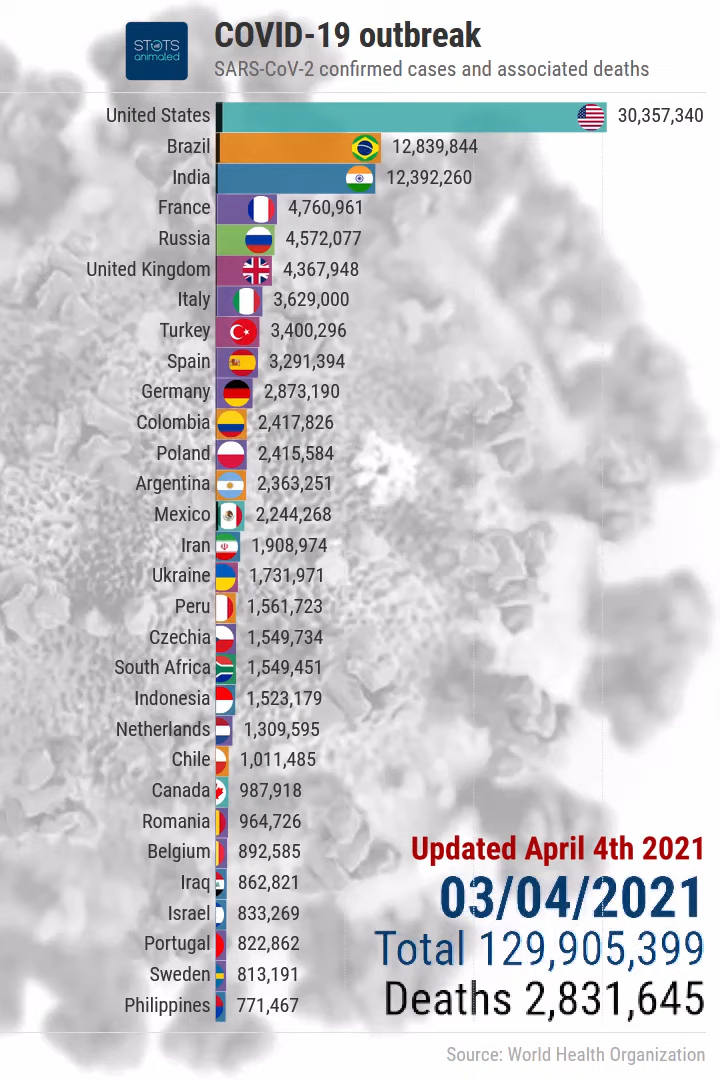 STATS
animated
COVID-19 outbreak
SARS-CoV-2 confirmed cases and associated deaths
United States 30,357,340
Brazil 12,839,844
India 12,392,260
France 4,760,961
Russia 4,572,077
United Kingdom 4,367,948
Italy 3,629,000
Turkey 3,400,296
Spain 3,291,394
Germany 2,873,190
Colombia 2,417,826
Poland 2,415,584
Argentina 2,363,251
Mexico 2,244,268
Iran 1,908,974
Ukraine 1,731,971
Peru 1,561,723
Czechia 1,549,734
South Africa 1,549,451
Indonesia 1,523,179
Netherlands 1,309,595
Chile 1,011,485
Canada 987,918
Romania 964,726
Belgium 892,585
Iraq 862,821
Israel 833,269
Portugal 822,862
Sweden 813,191
Philippines 771,467
Updated April 4th 2021
03/04/2021
Total 129,905,399
Deaths 2,831,645
Source: World Health Organization